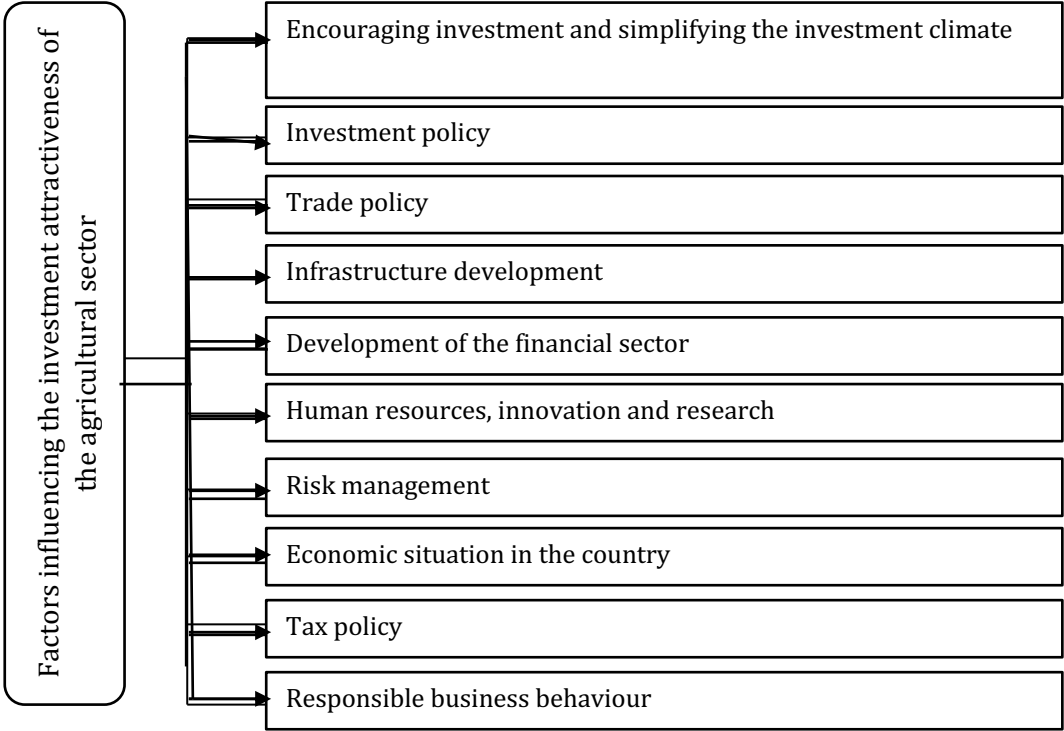 Factors influencing the investment attractiveness of
the agricultural sector
Encouraging investment and simplifying the investment climate
Investment policy
Trade policy
Infrastructure development
Development of the financial sector
Human resources, innovation and research
Risk management
Economic situation in the country
Tax policy
Responsible business behaviour